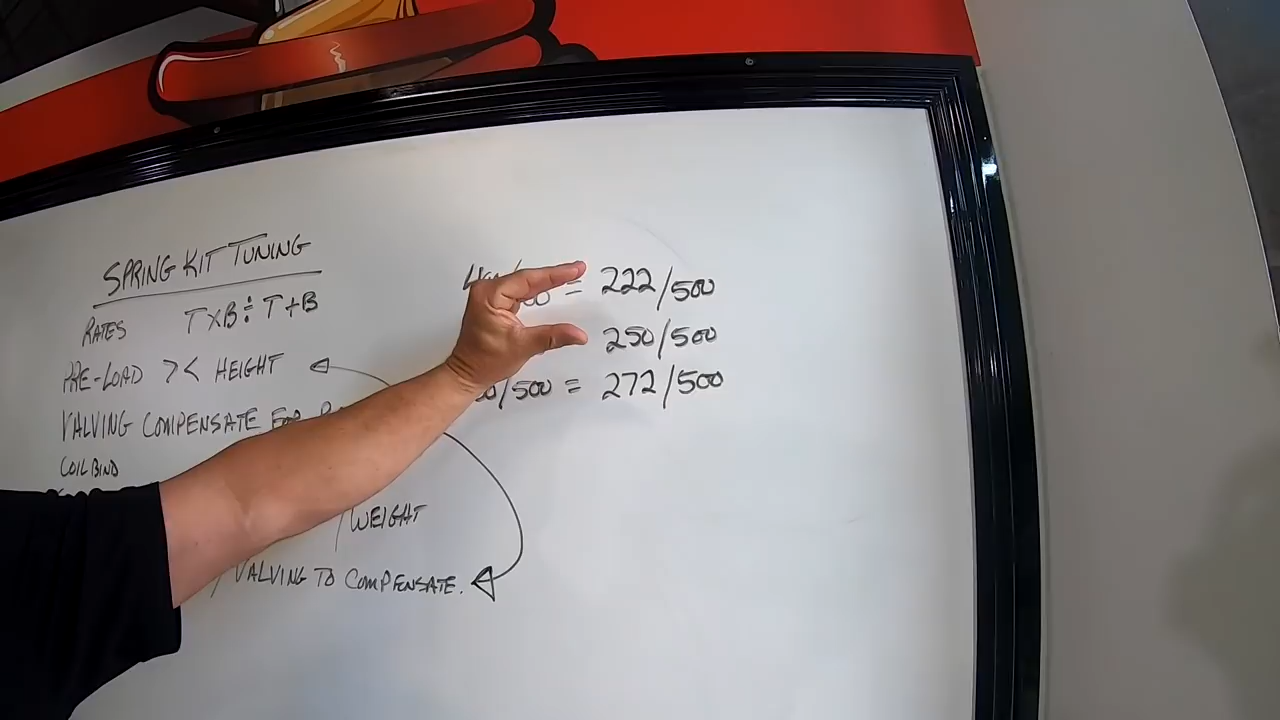 SPRING KIT TUNING
RATES T×B÷T+B
PRE-LOAD >< HEIGHT
VALVING COMPENSATE FOR
COIL BIND
/WEIGHT
/VALVING TO COMPENSATE.
= 222/500
250/500
/500 = 272/500